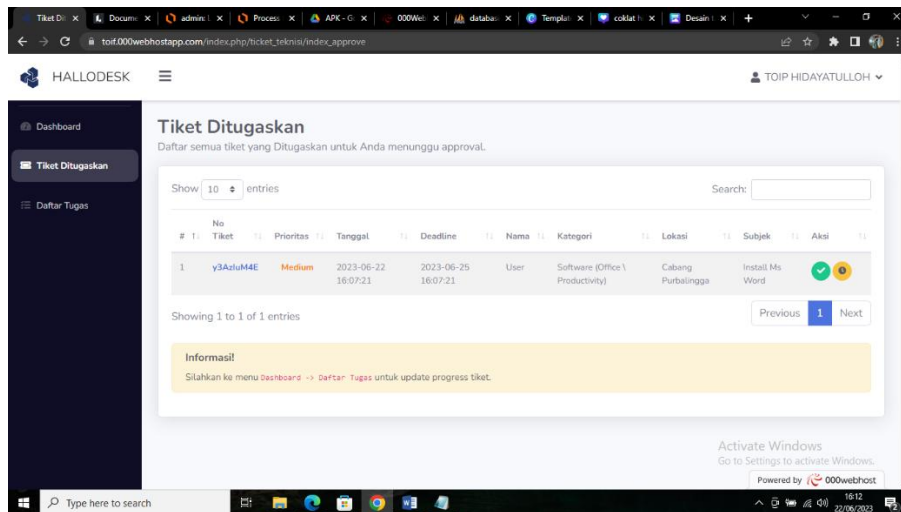 Tiket Di
Docume
admin: L
Process
APK - G
000Web
databas
Templat
coklat h
Desain t
toif.000webhostapp.com/index.php/ticket_teknisi/index_approve
HALLODESK
TOIP HIDAYATULLOH
Dashboard
Tiket Ditugaskan
Daftar Tugas
Tiket Ditugaskan
Daftar semua tiket yang Ditugaskan untuk Anda menunggu approval.
Show 10 entries
Search:
# No Tiket Prioritas Tanggal Deadline Nama Kategori Lokasi Subjek Aksi
1 y3AzluM4E Medium 2023-06-22 2023-06-25 User Software (Office \ Cabang Install Ms
16:07:21 16:07:21 Productivity) Purbalingga Word
Showing 1 to 1 of 1 entries
Previous 1 Next
Informasi!
Silahkan ke menu Dashboard -> Daftar Tugas untuk update progress tiket.
Activate Windows
Go to Settings to activate Windows.
Powered by 000webhost
Type here to search
16:12
22/06/2023